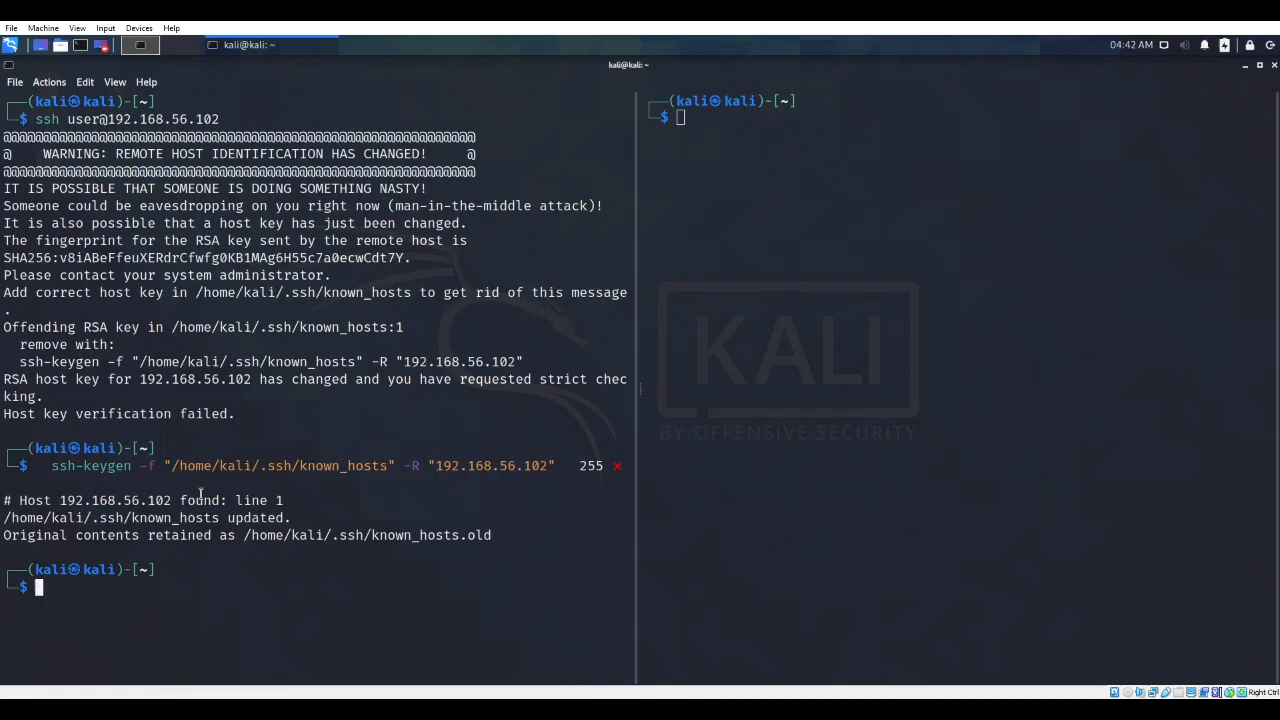 File Machine View Input Devices Help
kali@kali: ~
04:42 AM
kali@kali: ~
File Actions Edit View Help
┌──(kali㉿kali)-[~]
└─$ ssh user@192.168.56.102
@@@@@@@@@@@@@@@@@@@@@@@@@@@@@@@@@@@@@@@@@@@@@@@@@@@@@@@@@@@
@    WARNING: REMOTE HOST IDENTIFICATION HAS CHANGED!     @
@@@@@@@@@@@@@@@@@@@@@@@@@@@@@@@@@@@@@@@@@@@@@@@@@@@@@@@@@@@
IT IS POSSIBLE THAT SOMEONE IS DOING SOMETHING NASTY!
Someone could be eavesdropping on you right now (man-in-the-middle attack)!
It is also possible that a host key has just been changed.
The fingerprint for the RSA key sent by the remote host is
SHA256:v8iABeFfeuXERdrCfwfg0KB1MAg6H55c7a0ecwCdt7Y.
Please contact your system administrator.
Add correct host key in /home/kali/.ssh/known_hosts to get rid of this message
.
Offending RSA key in /home/kali/.ssh/known_hosts:1
  remove with:
  ssh-keygen -f "/home/kali/.ssh/known_hosts" -R "192.168.56.102"
RSA host key for 192.168.56.102 has changed and you have requested strict chec
king.
Host key verification failed.
┌──(kali㉿kali)-[~]
└─$   ssh-keygen -f "/home/kali/.ssh/known_hosts" -R "192.168.56.102"   255 ⨯
# Host 192.168.56.102 found: line 1
/home/kali/.ssh/known_hosts updated.
Original contents retained as /home/kali/.ssh/known_hosts.old
┌──(kali㉿kali)-[~]
└─$
┌──(kali㉿kali)-[~]
└─$
KALI
BY OFFENSIVE SECURITY
Right Ctrl